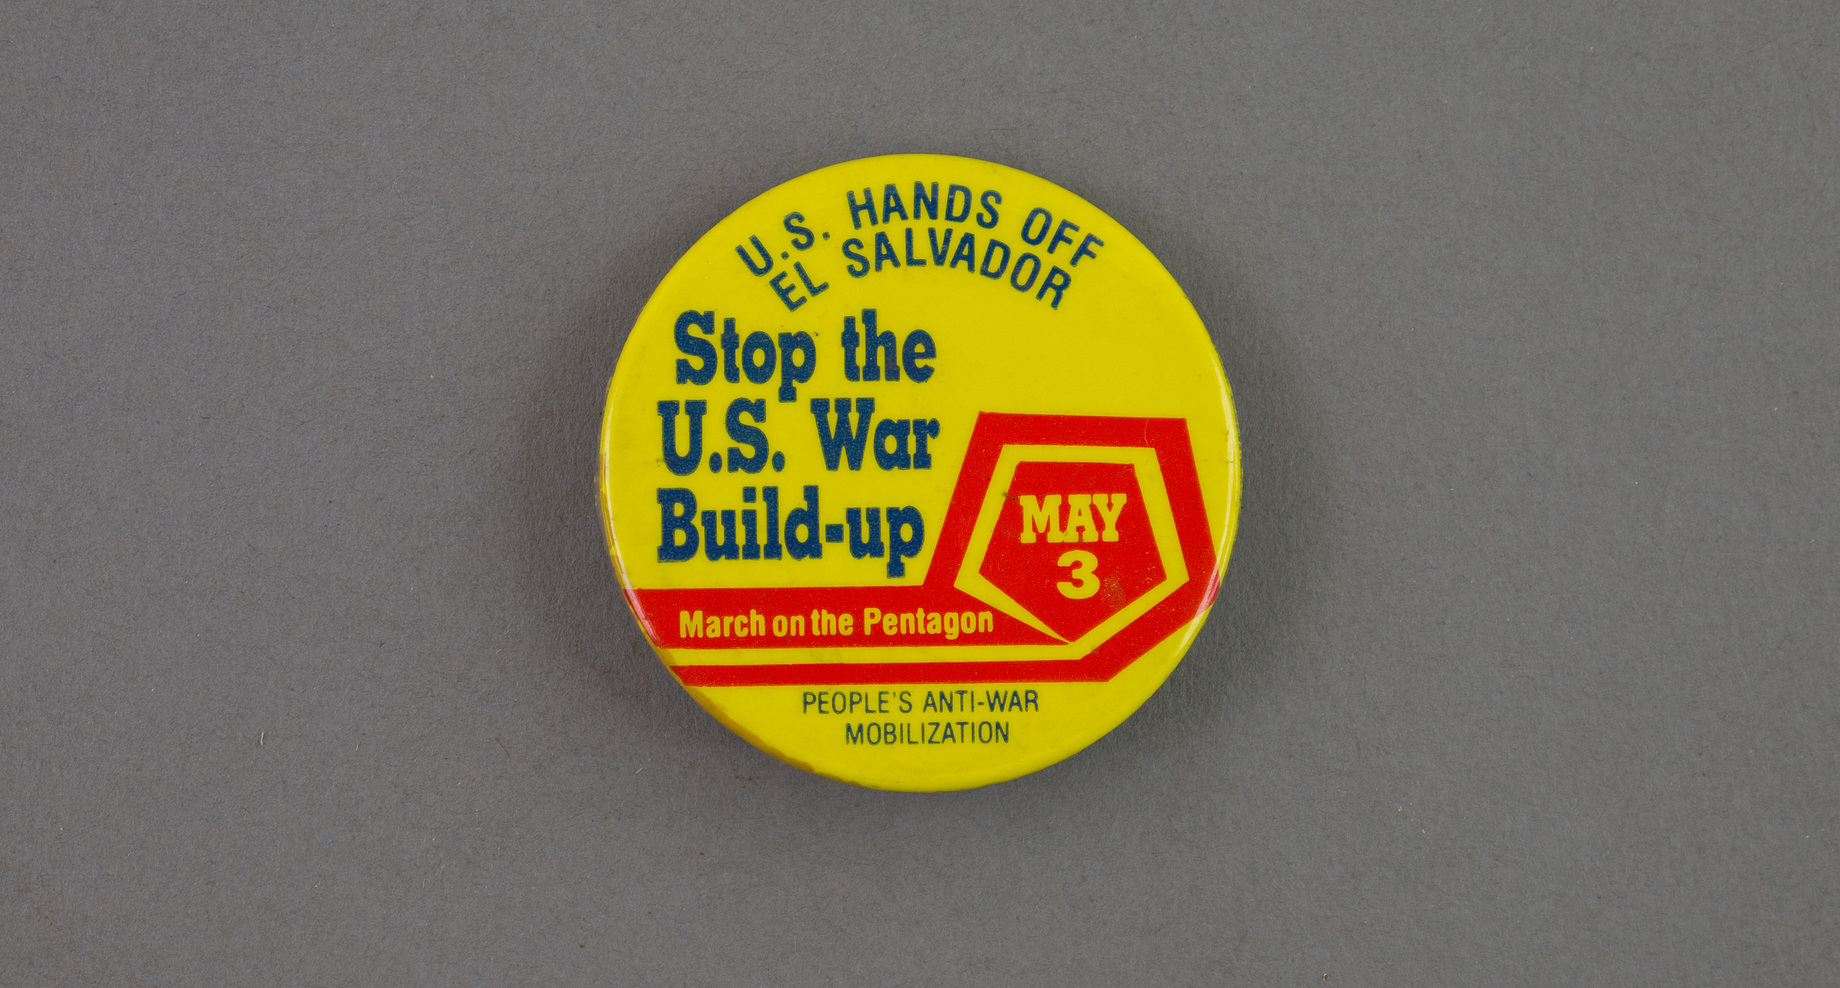 U.S. HANDS OFF
EL SALVADOR
Stop the
U.S. War
Build-up
MAY
3
March on the Pentagon
PEOPLE'S ANTI-WAR
MOBILIZATION